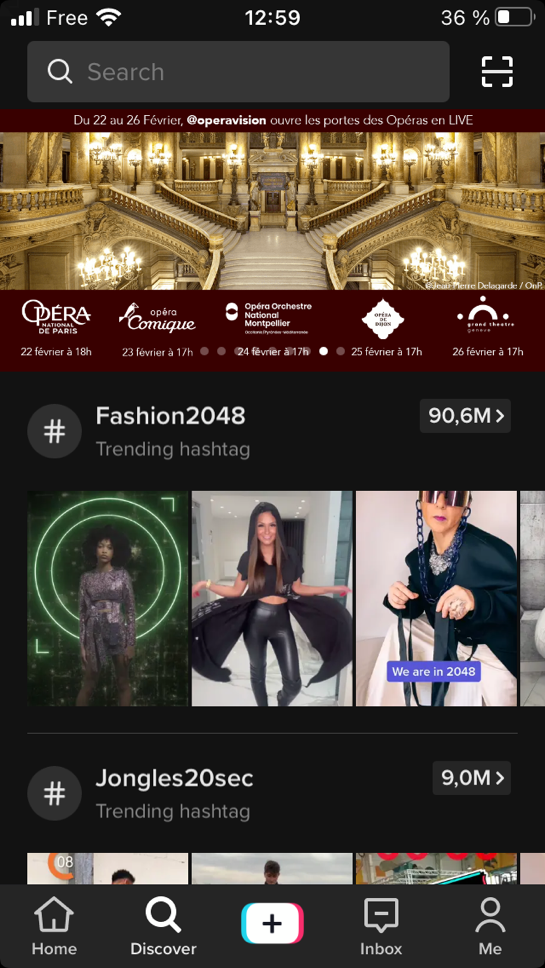 Free
12:59
36 %
Search
Du 22 au 26 Février, @operavision ouvre les portes des Opéras en LIVE
©Jean-Pierre Delagarde / OnP
OPÉRA
NATIONAL
DE PARIS
opéra
Comique
Opéra Orchestre
National
Montpellier
Occitanie Pyrénées-Méditerranée
OPÉRA
DE
DIJON
grand théâtre
genève
22 février à 18h
23 février à 17h
24 février à 17h
25 février à 17h
26 février à 17h
#
Fashion2048
90,6M >
Trending hashtag
We are in 2048
#
Jongles20sec
9,0M >
Trending hashtag
08
Home
Discover
Inbox
Me